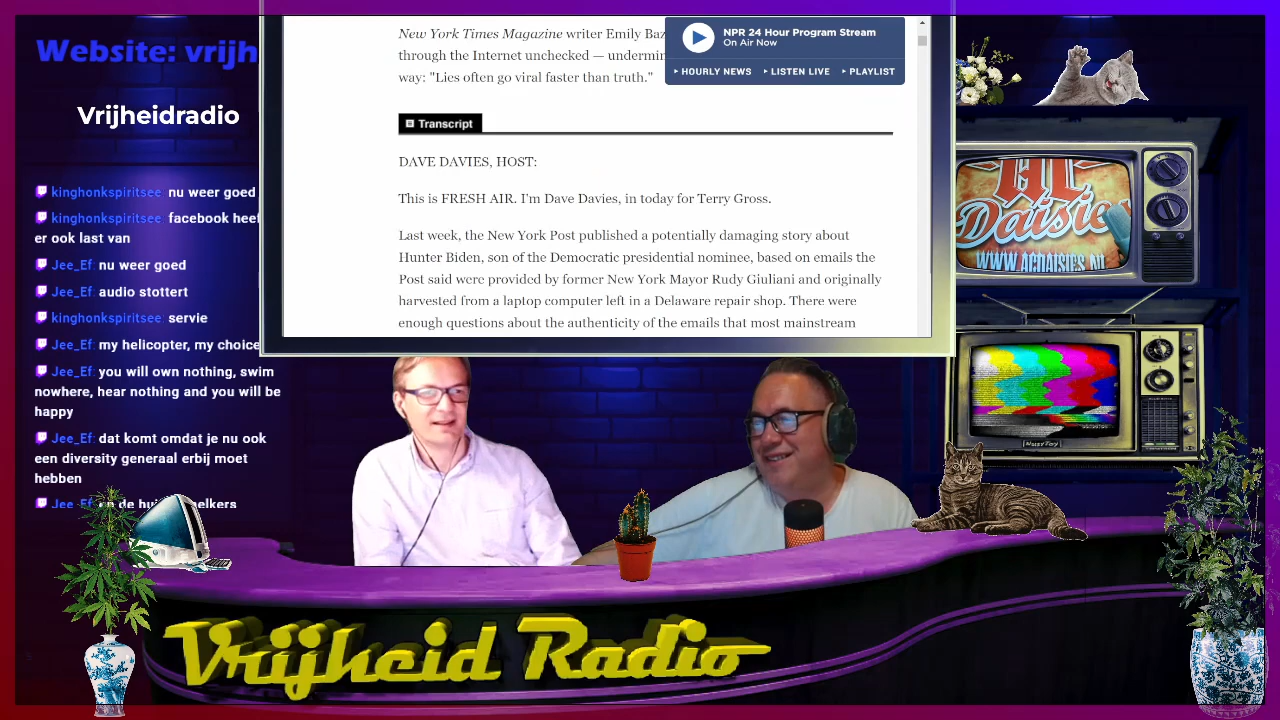 Website: vrijh
Vrijheidradio
kinghonkspiritsee: nu weer goed
kinghonkspiritsee: facebook heef
er ook last van
Jee_Ef: nu weer goed
Jee_Ef: audio stottert
kinghonkspiritsee: servie
Jee_Ef: my helicopter, my choice
Jee_Ef: you will own nothing, swim
nowhere, hear nothing and you will be
happy
Jee_Ef: dat komt omdat je nu ook
een diversity generaal erbij moet
hebben
New York Times Magazine writer Emily Baz
through the Internet unchecked — undermin
way: "Lies often go viral faster than truth."
NPR 24 Hour Program Stream
On Air Now
HOURLY NEWS LISTEN LIVE PLAYLIST
Transcript
DAVE DAVIES, HOST:
This is FRESH AIR. I'm Dave Davies, in today for Terry Gross.
Last week, the New York Post published a potentially damaging story about
Hunter Biden, son of the Democratic presidential nominee, based on emails the
Post said were provided by former New York Mayor Rudy Giuliani and originally
harvested from a laptop computer left in a Delaware repair shop. There were
enough questions about the authenticity of the emails that most mainstream
Daisies
WWW.ACDAISIES.NL
Vrijheid Radio